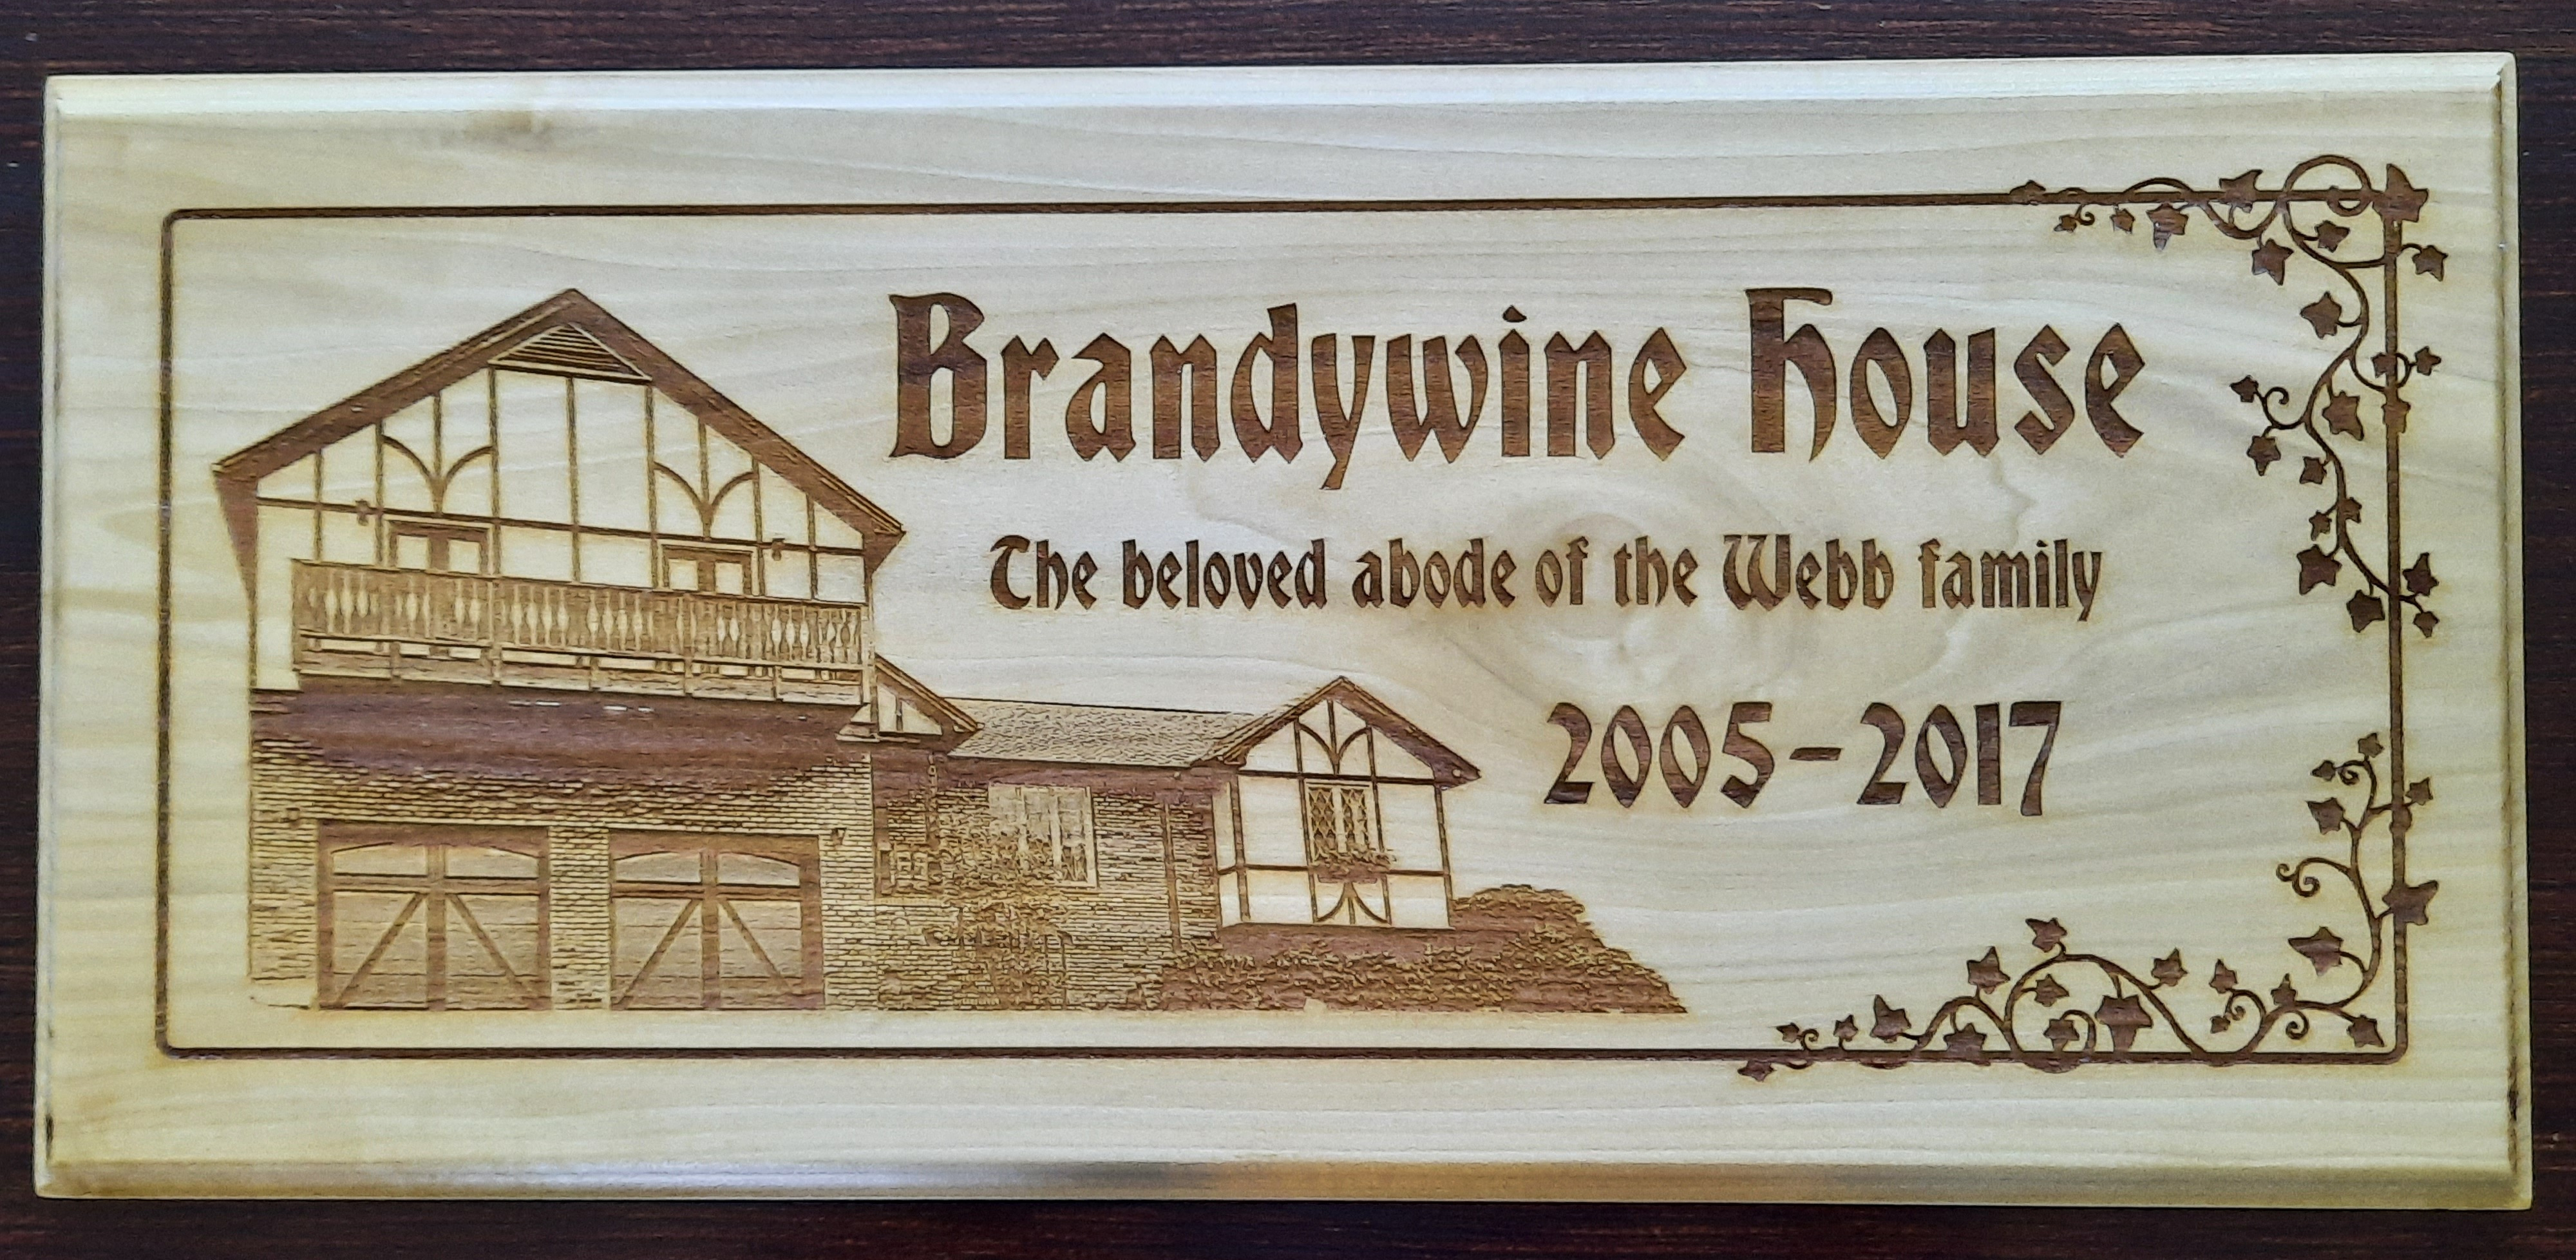 Brandywine House
The beloved abode of the Webb family
2005-2017